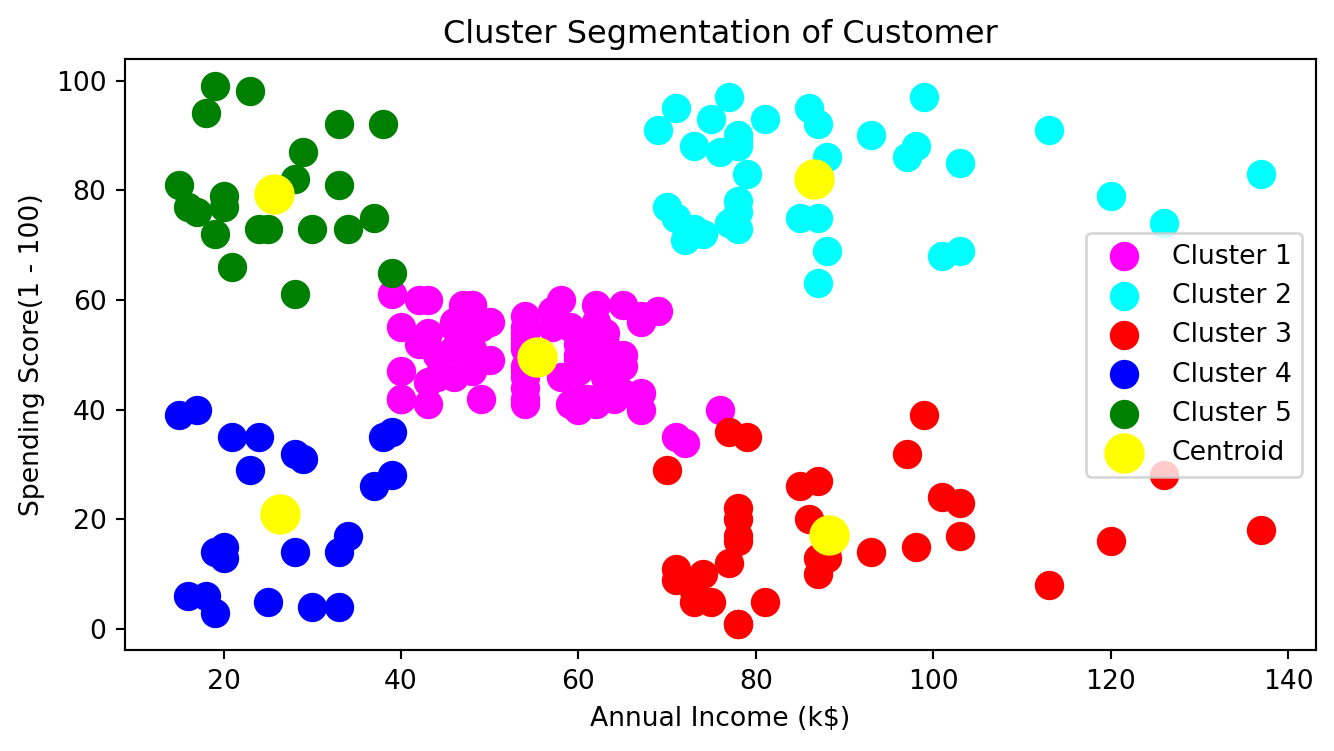 Cluster Segmentation of Customer
Spending Score(1 - 100)
100
80
60
40
20
0
Cluster 1
Cluster 2
Cluster 3
Cluster 4
Cluster 5
Centroid
20 40 60 80 100 120 140
Annual Income (k$)